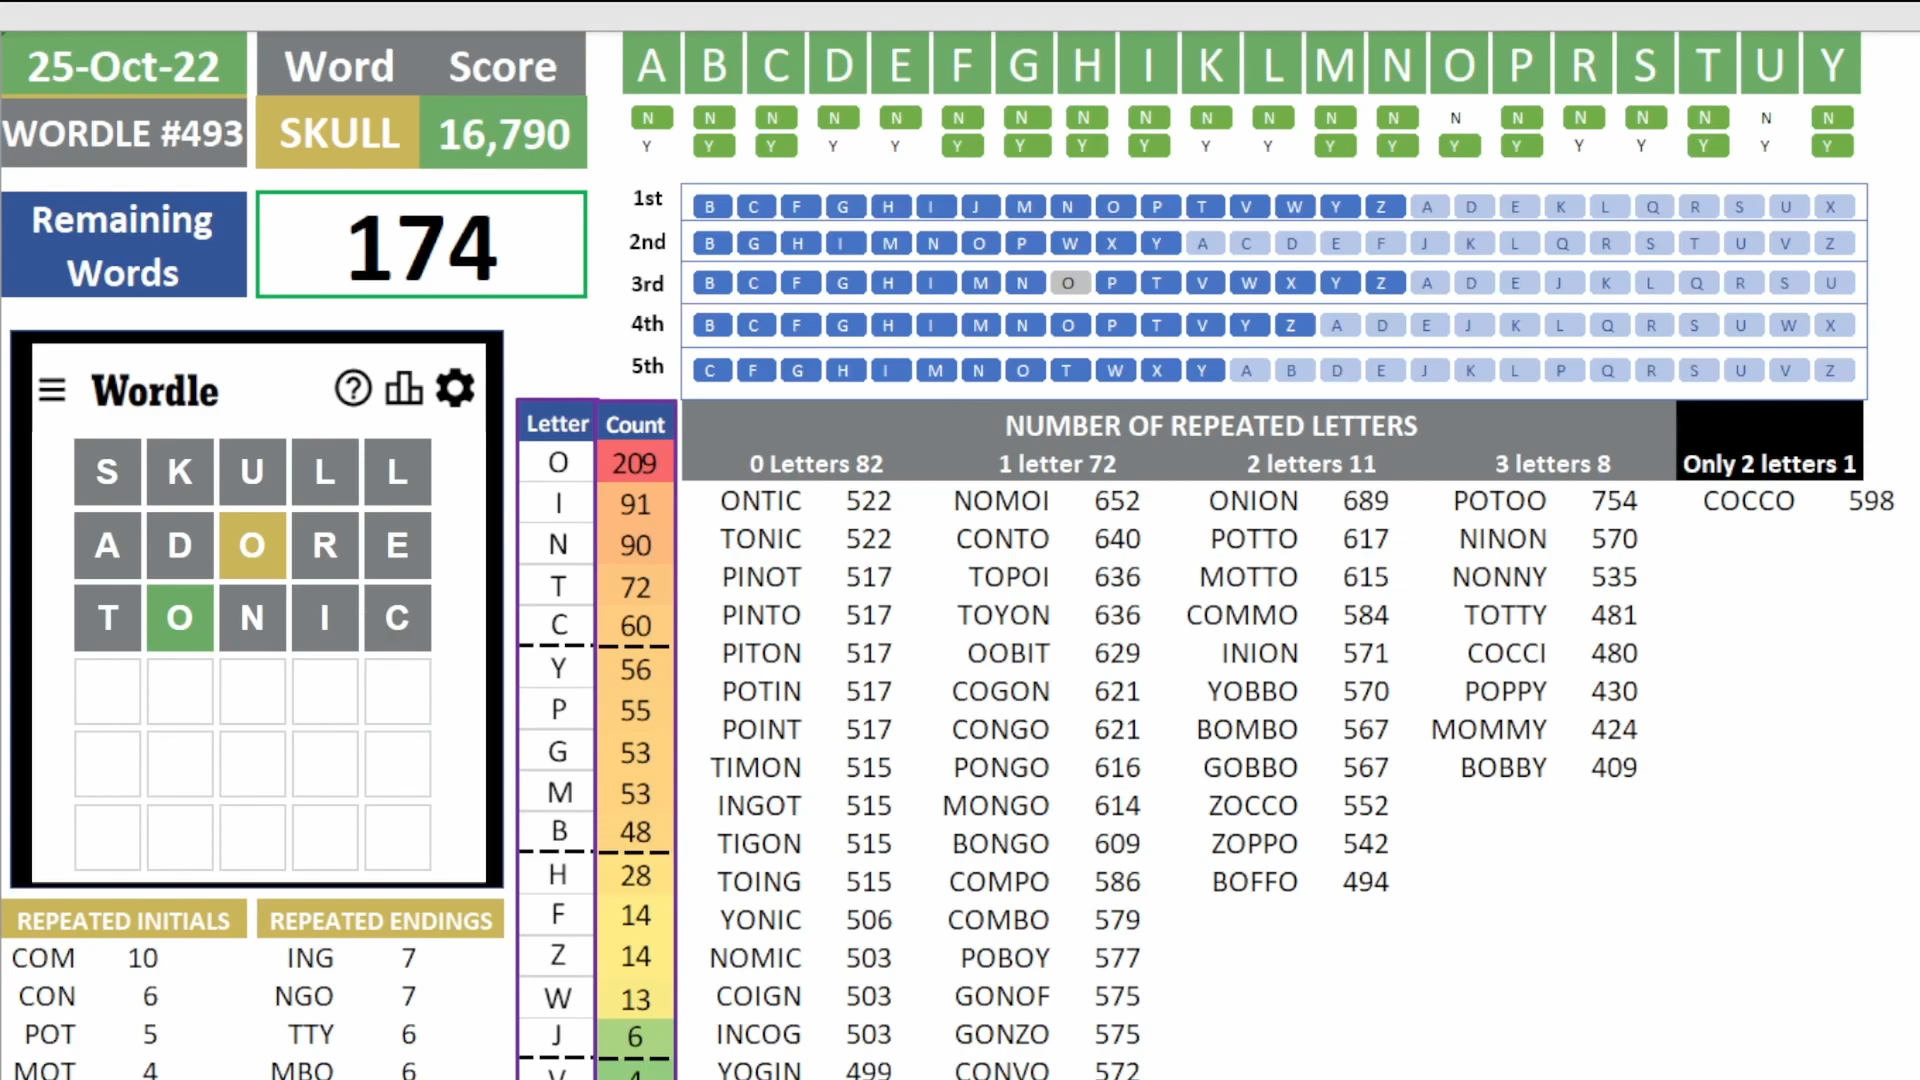 25-Oct-22
WORDLE #493
Word Score
SKULL 16,790
A B C D E F G H I K L M N O P R S T U Y
N N N N N N N N N N N N N N N N N N N N
Y Y Y Y Y Y Y Y Y Y Y Y Y Y Y Y Y Y Y Y
Remaining
Words
174
1st B C F G H I J M N O P T V W Y Z A D E K L Q R S U X
2nd B G H I M N O P W X Y A C D E F J K L Q R S T U V Z
3rd B C F G H I M N O P T V W X Y Z A D E J K L Q R S U
4th B C F G H I M N O P T V Y Z A D E J K L Q R S U W X
5th C F G H I M N O T W X Y A B D E J K L P Q R S U V Z
Wordle
S K U L L
A D O R E
T O N I C
REPEATED INITIALS
COM 10
CON 6
POT 5
MOT 4
REPEATED ENDINGS
ING 7
NGO 7
TTY 6
MBO 6
Letter Count
O 209
I 91
N 90
T 72
C 60
Y 56
P 55
G 53
M 53
B 48
H 28
F 14
Z 14
W 13
J 6
V 4
NUMBER OF REPEATED LETTERS
0 Letters 82 1 letter 72 2 letters 11 3 letters 8 Only 2 letters 1
ONTIC 522 NOMOI 652 ONION 689 POTOO 754 COCCO 598
TONIC 522 CONTO 640 POTTO 617 NINON 570
PINOT 517 TOPOI 636 MOTTO 615 NONNY 535
PINTO 517 TOYON 636 COMMO 584 TOTTY 481
PITON 517 OOBIT 629 INION 571 COCCI 480
POTIN 517 COGON 621 YOBBO 570 POPPY 430
POINT 517 CONGO 621 BOMBO 567 MOMMY 424
TIMON 515 PONGO 616 GOBBO 567 BOBBY 409
INGOT 515 MONGO 614 ZOCCO 552
TIGON 515 BONGO 609 ZOPPO 542
TOING 515 COMPO 586 BOFFO 494
YONIC 506 COMBO 579
NOMIC 503 POBOY 577
COIGN 503 GONOF 575
INCOG 503 GONZO 575
YOGIN 499 CONVO 572